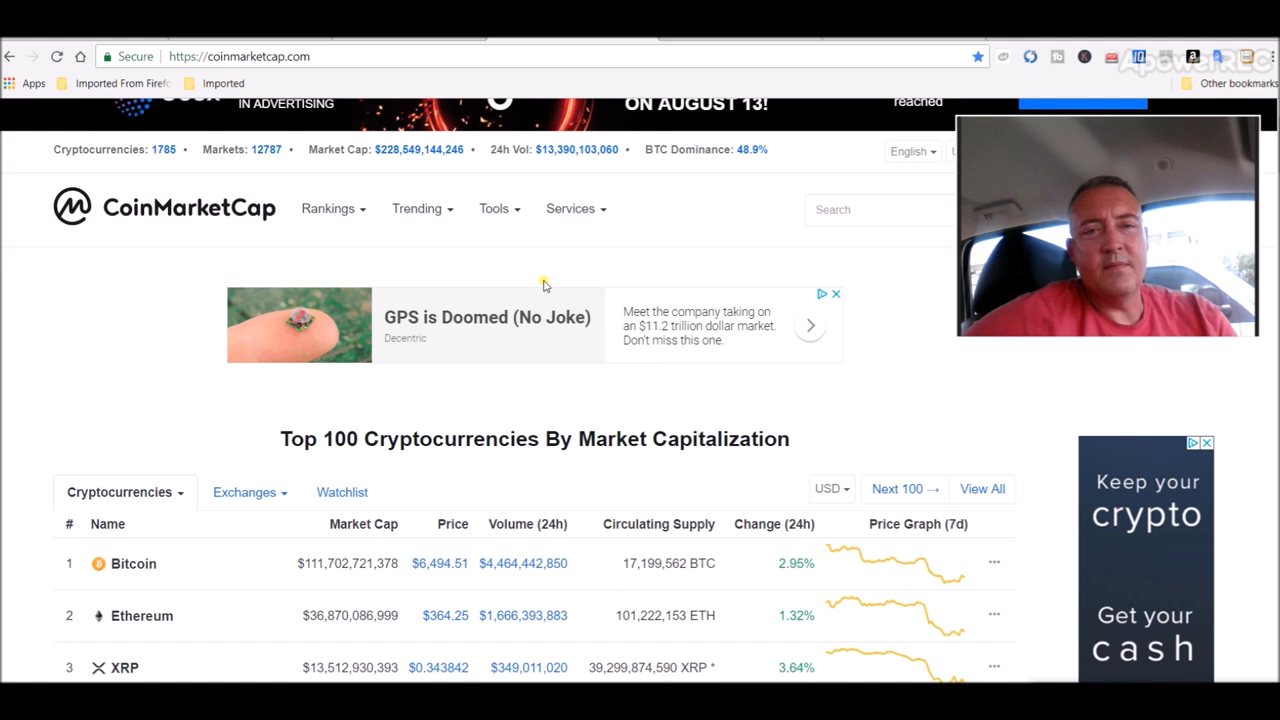 Secure https://coinmarketcap.com
ApowerREC
Apps Imported From Firefo Imported Other bookmarks
IN ADVERTISING
ON AUGUST 13!
reached
Cryptocurrencies: 1785 • Markets: 12787 • Market Cap: $228,549,144,246 • 24h Vol: $13,390,103,060 • BTC Dominance: 48.9%
English
CoinMarketCap Rankings Trending Tools Services Search
GPS is Doomed (No Joke)
Decentric
Meet the company taking on
an $11.2 trillion dollar market.
Don't miss this one.
Top 100 Cryptocurrencies By Market Capitalization
Cryptocurrencies Exchanges Watchlist USD Next 100 → View All
# Name Market Cap Price Volume (24h) Circulating Supply Change (24h) Price Graph (7d)
1 Bitcoin $111,702,721,378 $6,494.51 $4,464,442,850 17,199,562 BTC 2.95%
2 Ethereum $36,870,086,999 $364.25 $1,666,393,883 101,222,153 ETH 1.32%
3 XRP $13,512,930,393 $0.343842 $349,011,020 39,299,874,590 XRP * 3.64%
Keep your
crypto
Get your
cash